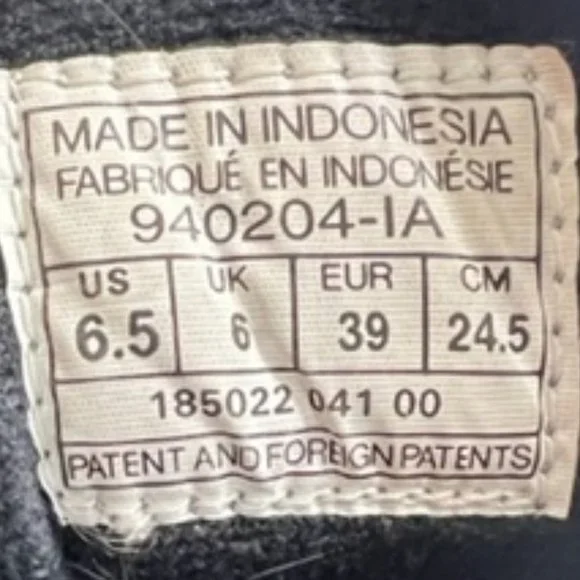 MADE IN INDONESIA
FABRIQUÉ EN INDONÉSIE
940204-IA
US UK EUR CM
6.5 6 39 24.5
185022 041 00
PATENT AND FOREIGN PATENTS